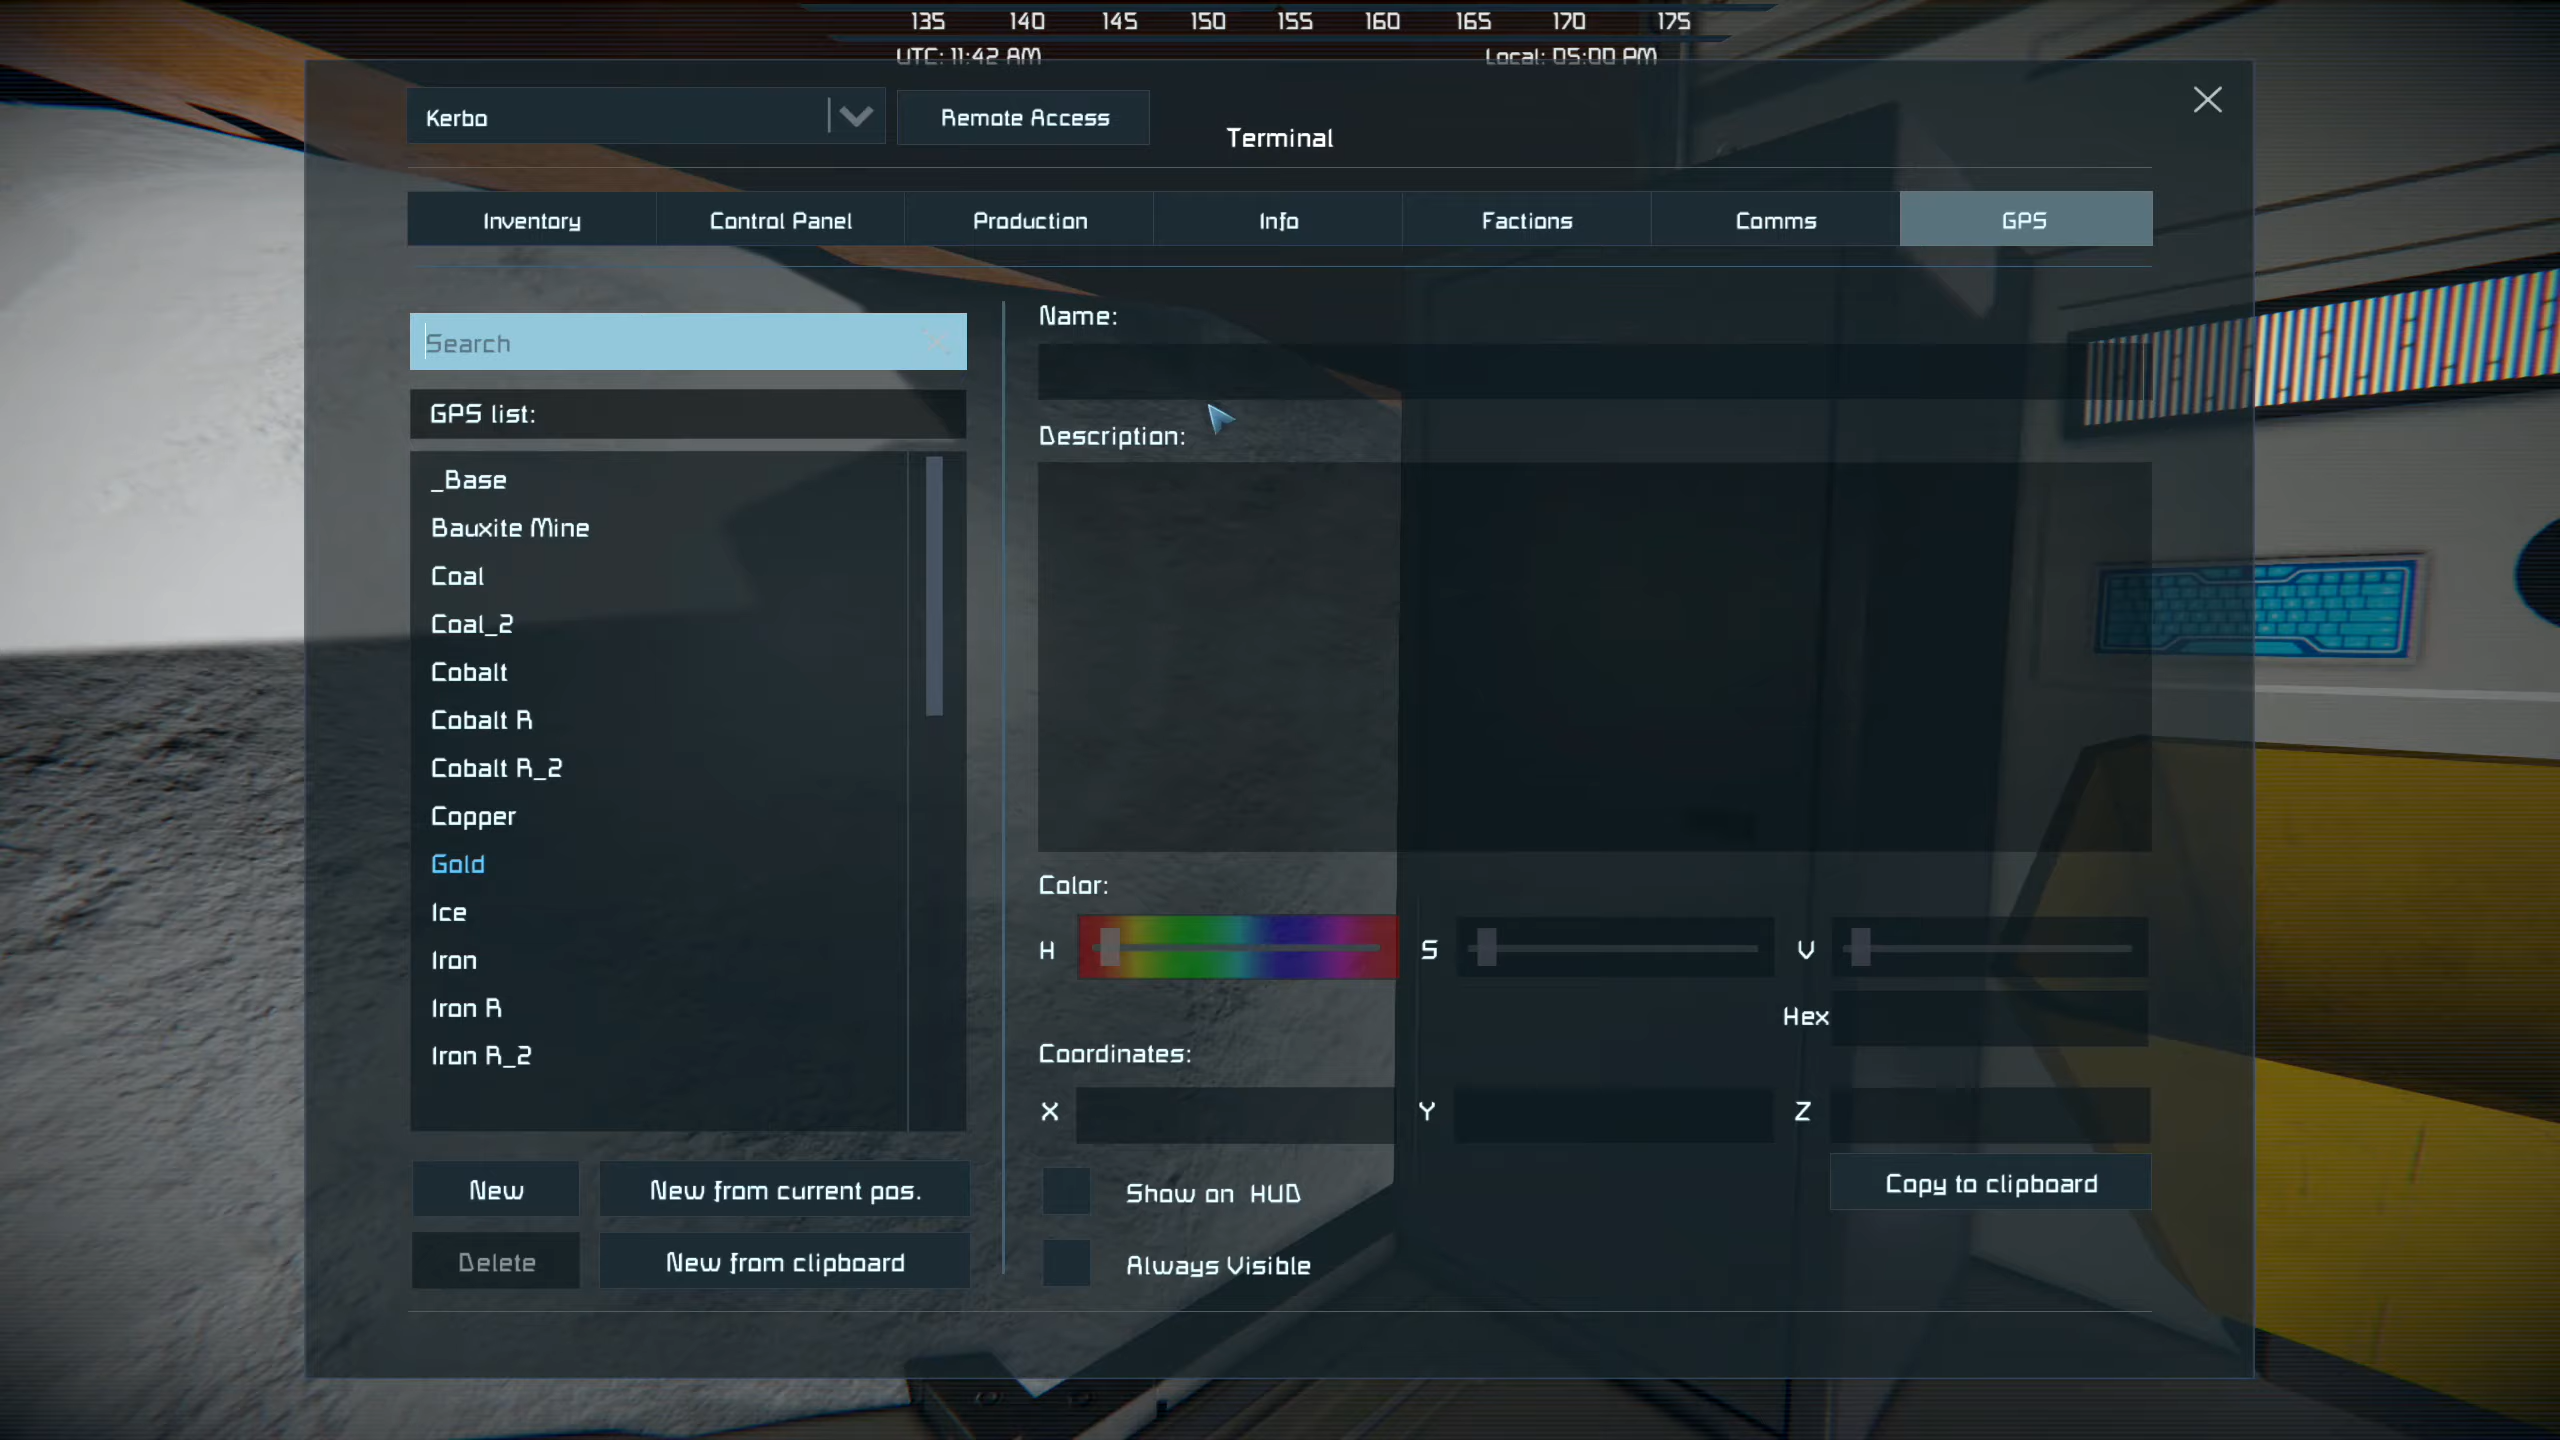 135 140 145 150 155 160 165 170 175
UTC: 11:42 AM Local: 05:00 PM
Kerbo Remote Access
Terminal
Inventory Control Panel Production Info Factions Comms GPS
Search
GPS list:
_Base
Bauxite Mine
Coal
Coal_2
Cobalt
Cobalt R
Cobalt R_2
Copper
Gold
Ice
Iron
Iron R
Iron R_2
New New from current pos.
Delete New from clipboard
Name:
Description:
Color:
H S V
Hex
Coordinates:
X Y Z
Show on HUD
Copy to clipboard
Always Visible